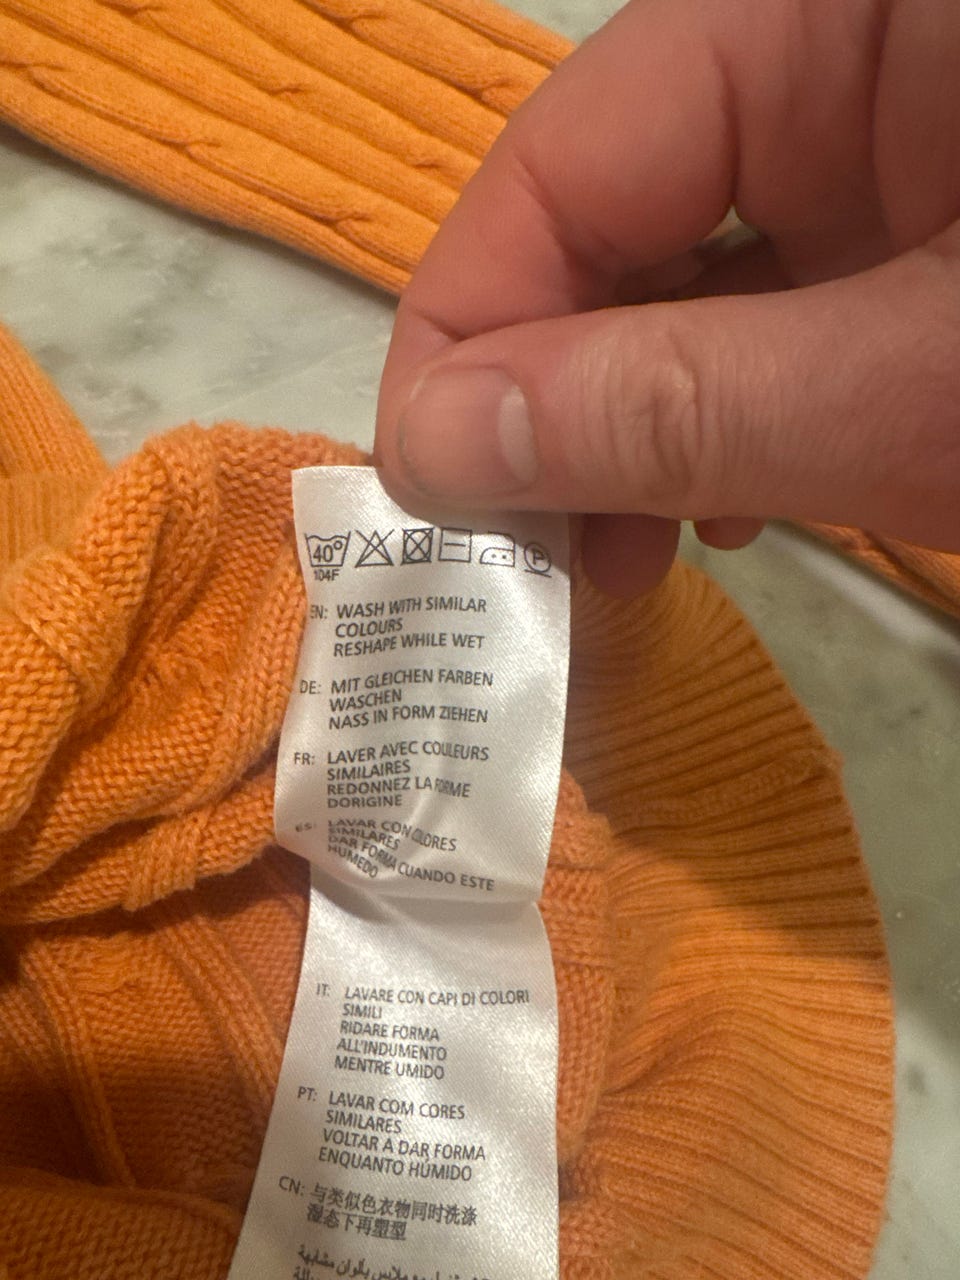 40°
104F
P
EN: WASH WITH SIMILAR
COLOURS
RESHAPE WHILE WET
DE: MIT GLEICHEN FARBEN
WASCHEN
NASS IN FORM ZIEHEN
FR: LAVER AVEC COULEURS
SIMILAIRES
REDONNEZ LA FORME
DORIGINE
ES: LAVAR CON COLORES
SIMILARES
DAR FORMA CUANDO ESTE
HUMEDO
IT: LAVARE CON CAPI DI COLORI
SIMILI
RIDARE FORMA
ALL'INDUMENTO
MENTRE UMIDO
PT: LAVAR COM CORES
SIMILARES
VOLTAR A DAR FORMA
ENQUANTO HÚMIDO
CN: 与类似色衣物同时洗涤
湿态下再塑型
ملابس بألوان مشابهة